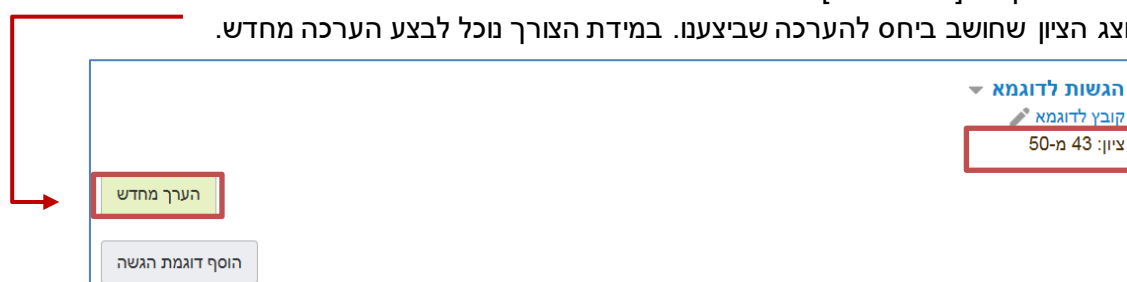 הציון שחושב ביחס להערכה שביצענו. במידת הצורך נוכל לבצע הערכה מחדש.
הגשות לדוגמא
קובץ לדוגמא
ציון: 43 מ-50
הערך מחדש
הוסף דוגמת הגשה